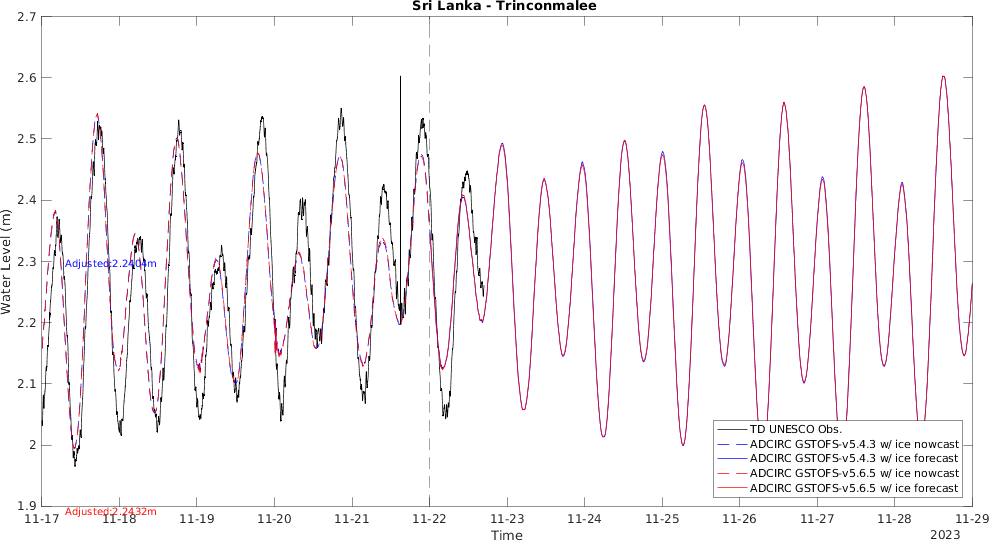 Sri Lanka - Trinconmalee
2.7
2.6
2.5
2.4
2.3
2.2
2.1
2
1.9
Water Level (m)
Adjusted:2.2404m
Adjusted:2.2432m
TD UNESCO Obs.
ADCIRC GSTOFS-v5.4.3 w/ ice nowcast
ADCIRC GSTOFS-v5.4.3 w/ ice forecast
ADCIRC GSTOFS-v5.6.5 w/ ice nowcast
ADCIRC GSTOFS-v5.6.5 w/ ice forecast
11-17 11-18 11-19 11-20 11-21 11-22 11-23 11-24 11-25 11-26 11-27 11-28 11-29
Time
2023